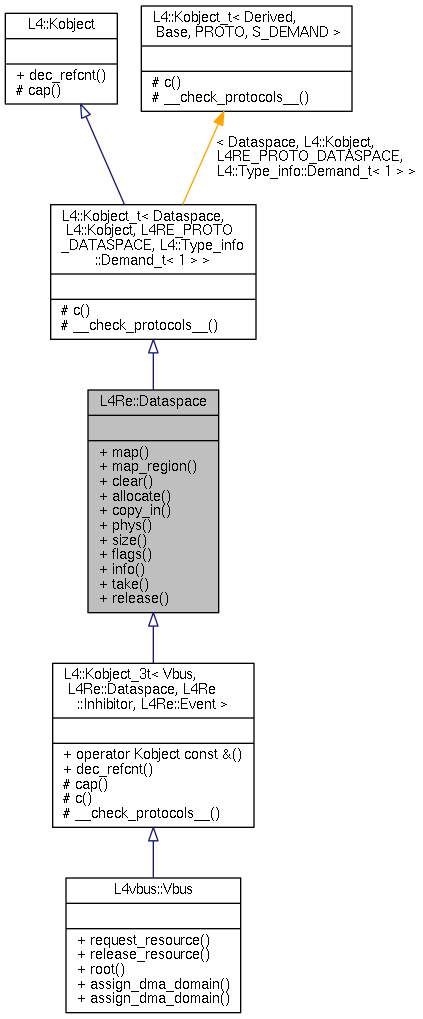 L4::Kobject
+ dec_refcnt()
# cap()
L4::Kobject_t< Derived,
Base, PROTO, S_DEMAND >
# c()
# __check_protocols__()
< Dataspace, L4::Kobject,
L4RE_PROTO_DATASPACE,
L4::Type_info::Demand_t< 1 > >
L4::Kobject_t< Dataspace,
L4::Kobject, L4RE_PROTO
_DATASPACE, L4::Type_info
::Demand_t< 1 > >
# c()
# __check_protocols__()
L4Re::Dataspace
+ map()
+ map_region()
+ clear()
+ allocate()
+ copy_in()
+ phys()
+ size()
+ flags()
+ info()
+ take()
+ release()
L4::Kobject_3t< Vbus,
L4Re::Dataspace, L4Re
::Inhibitor, L4Re::Event >
+ operator Kobject const &()
+ dec_refcnt()
# cap()
# c()
# __check_protocols__()
L4vbus::Vbus
+ request_resource()
+ release_resource()
+ root()
+ assign_dma_domain()
+ assign_dma_domain()